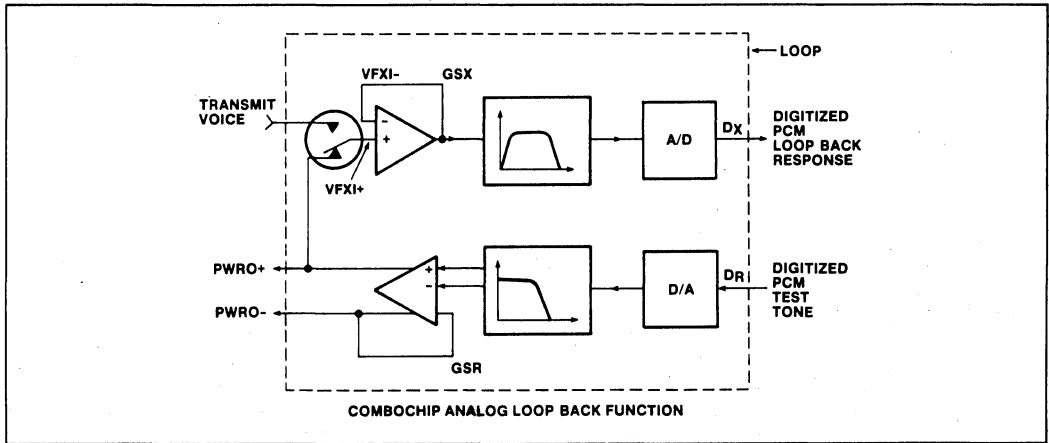 LOOP
VFXI-
GSX
TRANSMIT
VOICE
-
+
VFXI+
A/D
DX
DIGITIZED
PCM
LOOP BACK
RESPONSE
PWRO+
PWRO-
+
-
GSR
D/A
DR
DIGITIZED
PCM
TEST
TONE
COMBOCHIP ANALOG LOOP BACK FUNCTION